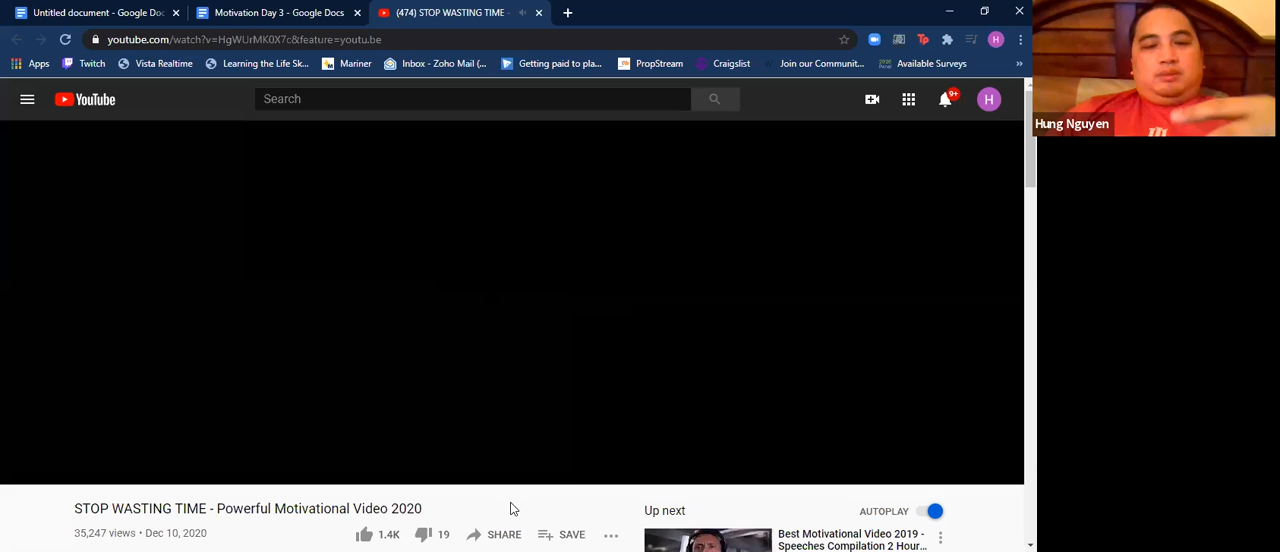 Untitled document - Google Doc
Motivation Day 3 - Google Docs
(474) STOP WASTING TIME -
youtube.com/watch?v=HgWUrMK0X7c&feature=youtu.be
Apps
Twitch
Vista Realtime
Learning the Life Sk...
Mariner
Inbox - Zoho Mail (...
Getting paid to pla...
PropStream
Craigslist
Join our Communit...
Available Surveys
YouTube
Search
9+
H
Hung Nguyen
STOP WASTING TIME - Powerful Motivational Video 2020
35,247 views • Dec 10, 2020
1.4K
19
SHARE
SAVE
Up next
AUTOPLAY
Best Motivational Video 2019 -
Speeches Compilation 2 Hour...